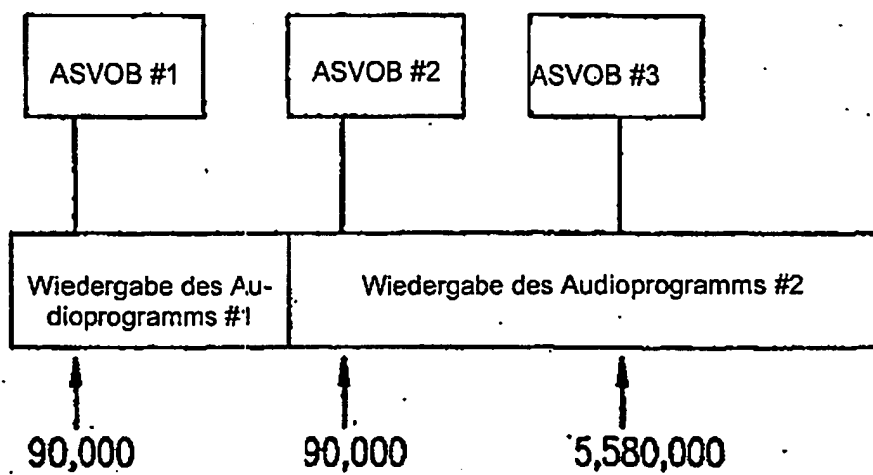 ASVOB #1
ASVOB #2
ASVOB #3
Wiedergabe des Au-
dioprogramms #1
Wiedergabe des Audioprogramms #2
90,000
90,000
5,580,000